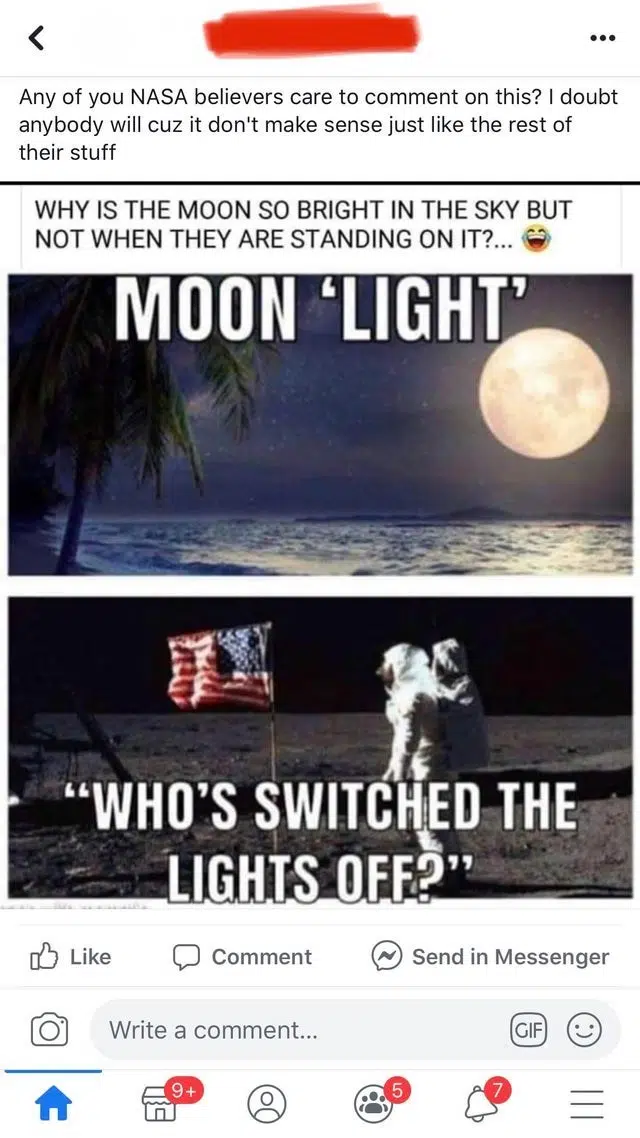 Any of you NASA believers care to comment on this? I doubt
anybody will cuz it don't make sense just like the rest of
their stuff
WHY IS THE MOON SO BRIGHT IN THE SKY BUT
NOT WHEN THEY ARE STANDING ON IT?... 😂
MOON ‘LIGHT’
“WHO’S SWITCHED THE
LIGHTS OFF?”
Like
Comment
Send in Messenger
Write a comment...
GIF
9+
5
7